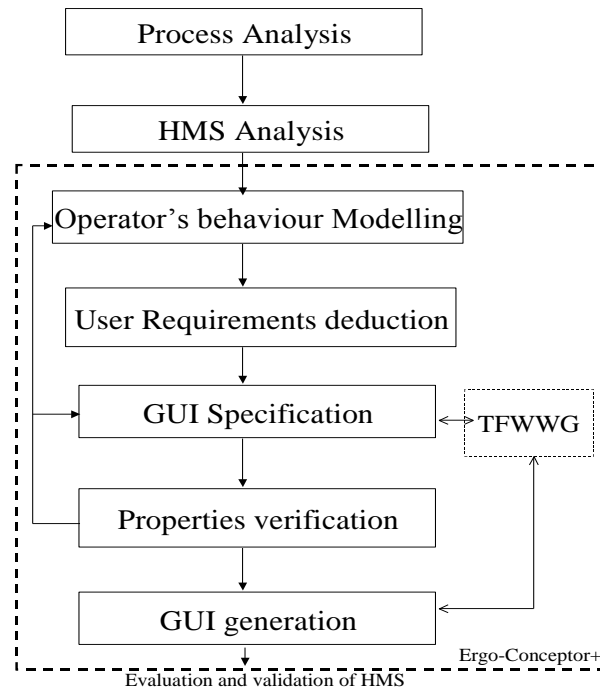 Process Analysis
HMS Analysis
Operator's behaviour Modelling
User Requirements deduction
GUI Specification
TFWWG
Properties verification
GUI generation
Ergo-Conceptor+
Evaluation and validation of HMS